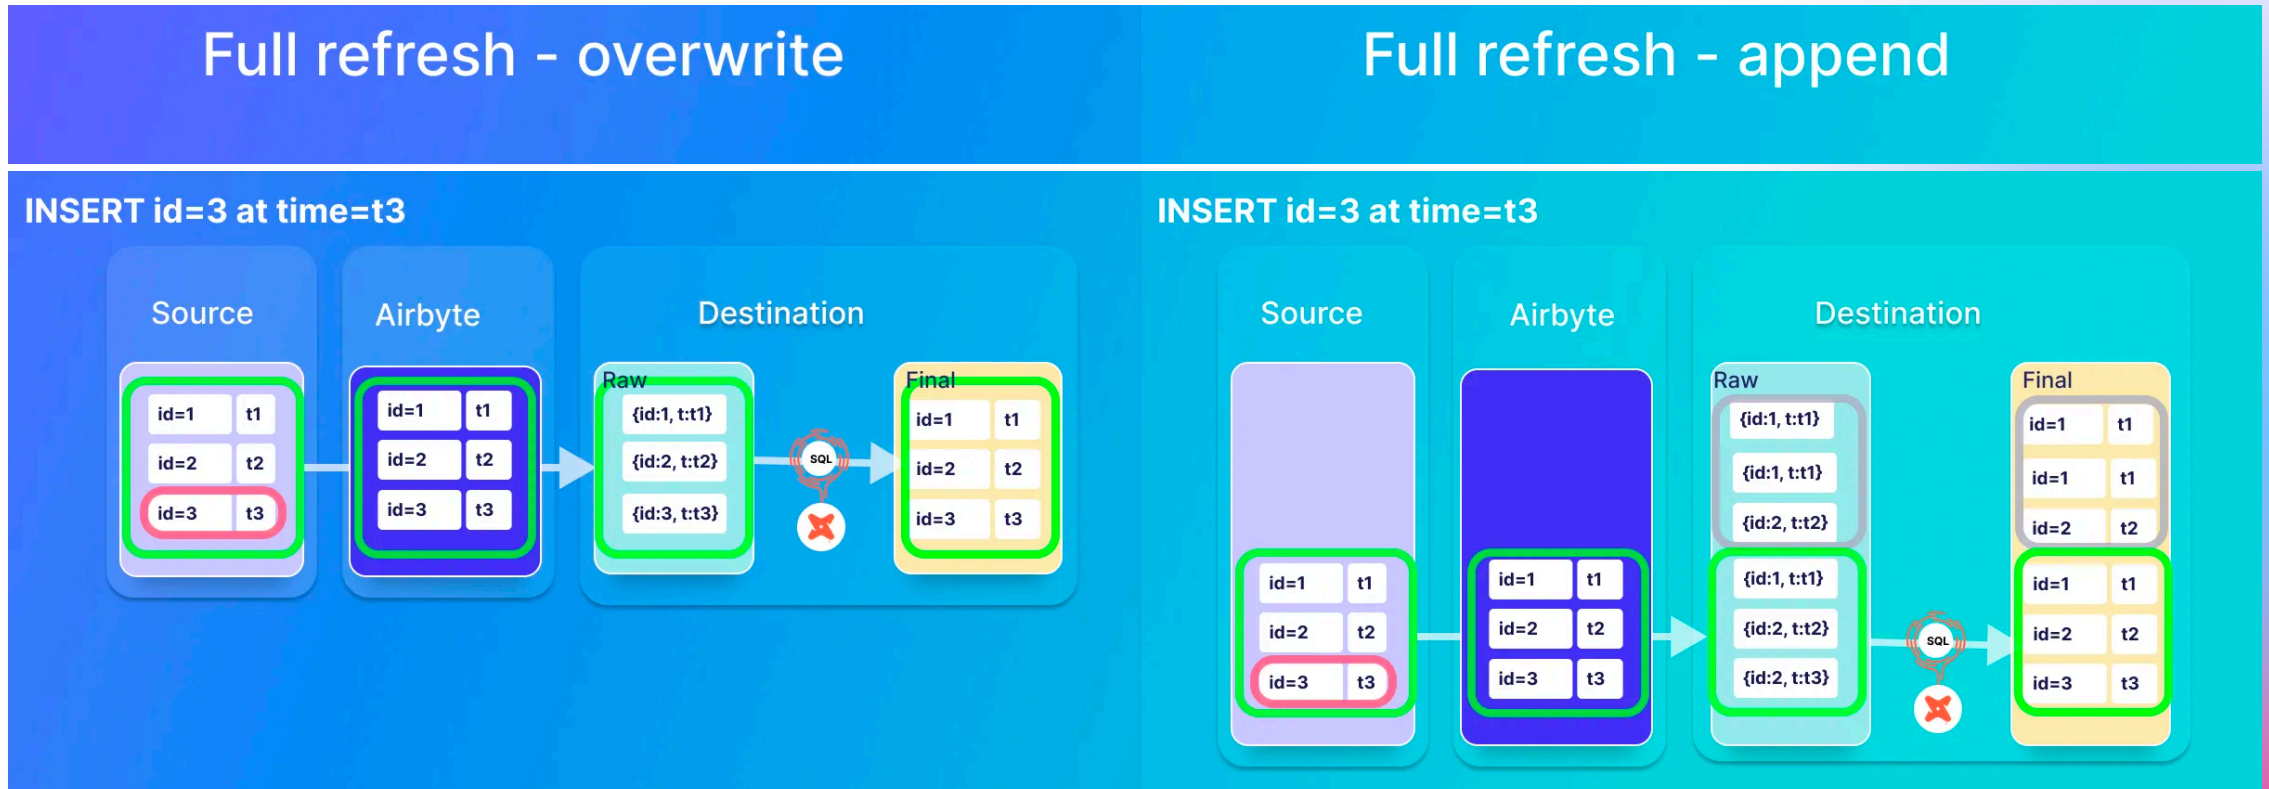 Full refresh - overwrite
INSERT id=3 at time=t3
Source
Airbyte
Destination
id=1 t1
id=2 t2
id=3 t3
id=1 t1
id=2 t2
id=3 t3
Raw
{id:1, t:t1}
{id:2, t:t2}
{id:3, t:t3}
SQL
Final
id=1 t1
id=2 t2
id=3 t3
Full refresh - append
INSERT id=3 at time=t3
Source
Airbyte
Destination
id=1 t1
id=2 t2
id=3 t3
id=1 t1
id=2 t2
id=3 t3
Raw
{id:1, t:t1}
{id:1, t:t1}
{id:2, t:t2}
{id:1, t:t1}
{id:2, t:t2}
{id:2, t:t3}
SQL
Final
id=1 t1
id=1 t1
id=2 t2
id=1 t1
id=2 t2
id=3 t3